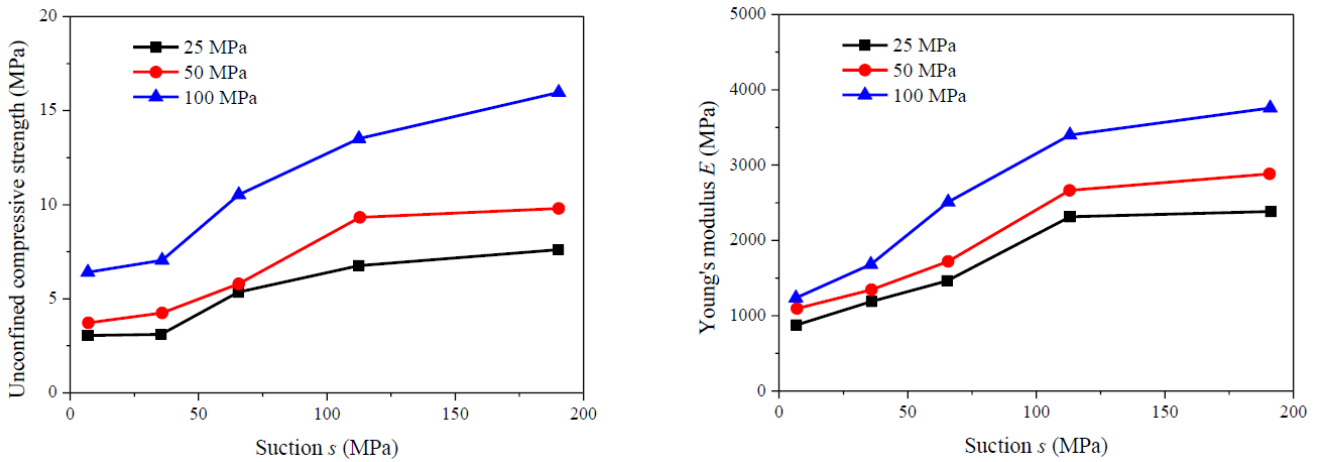 Unconfined compressive strength (MPa)
20
15
10
5
0
25 MPa
50 MPa
100 MPa
0
50
100
150
200
Suction s (MPa)
Young's modulus E (MPa)
5000
4000
3000
2000
1000
0
25 MPa
50 MPa
100 MPa
0
50
100
150
200
Suction s (MPa)